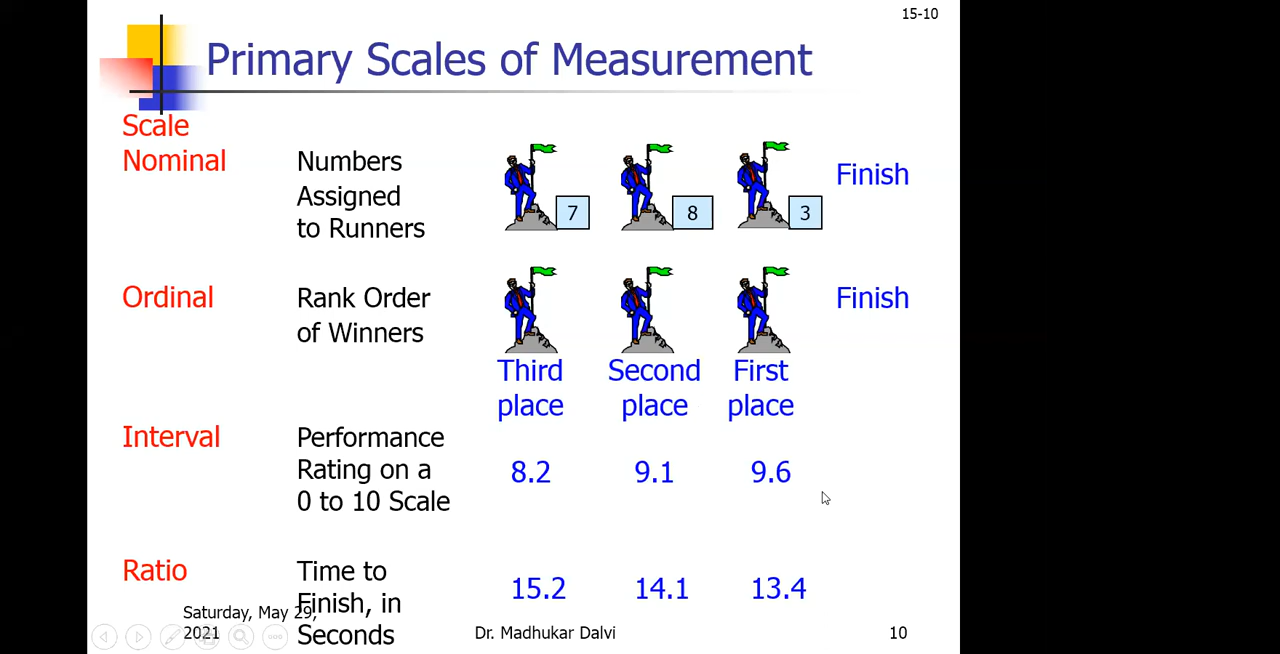 15-10
Primary Scales of Measurement
Scale
Nominal
Numbers
Assigned
to Runners
7
8
3
Finish
Ordinal
Rank Order
of Winners
Finish
Third
place
Second
place
First
place
Interval
Performance
Rating on a
0 to 10 Scale
8.2
9.1
9.6
Ratio
Time to
Finish, in
Seconds
15.2
14.1
13.4
Saturday, May 29,
2021
Dr. Madhukar Dalvi
10